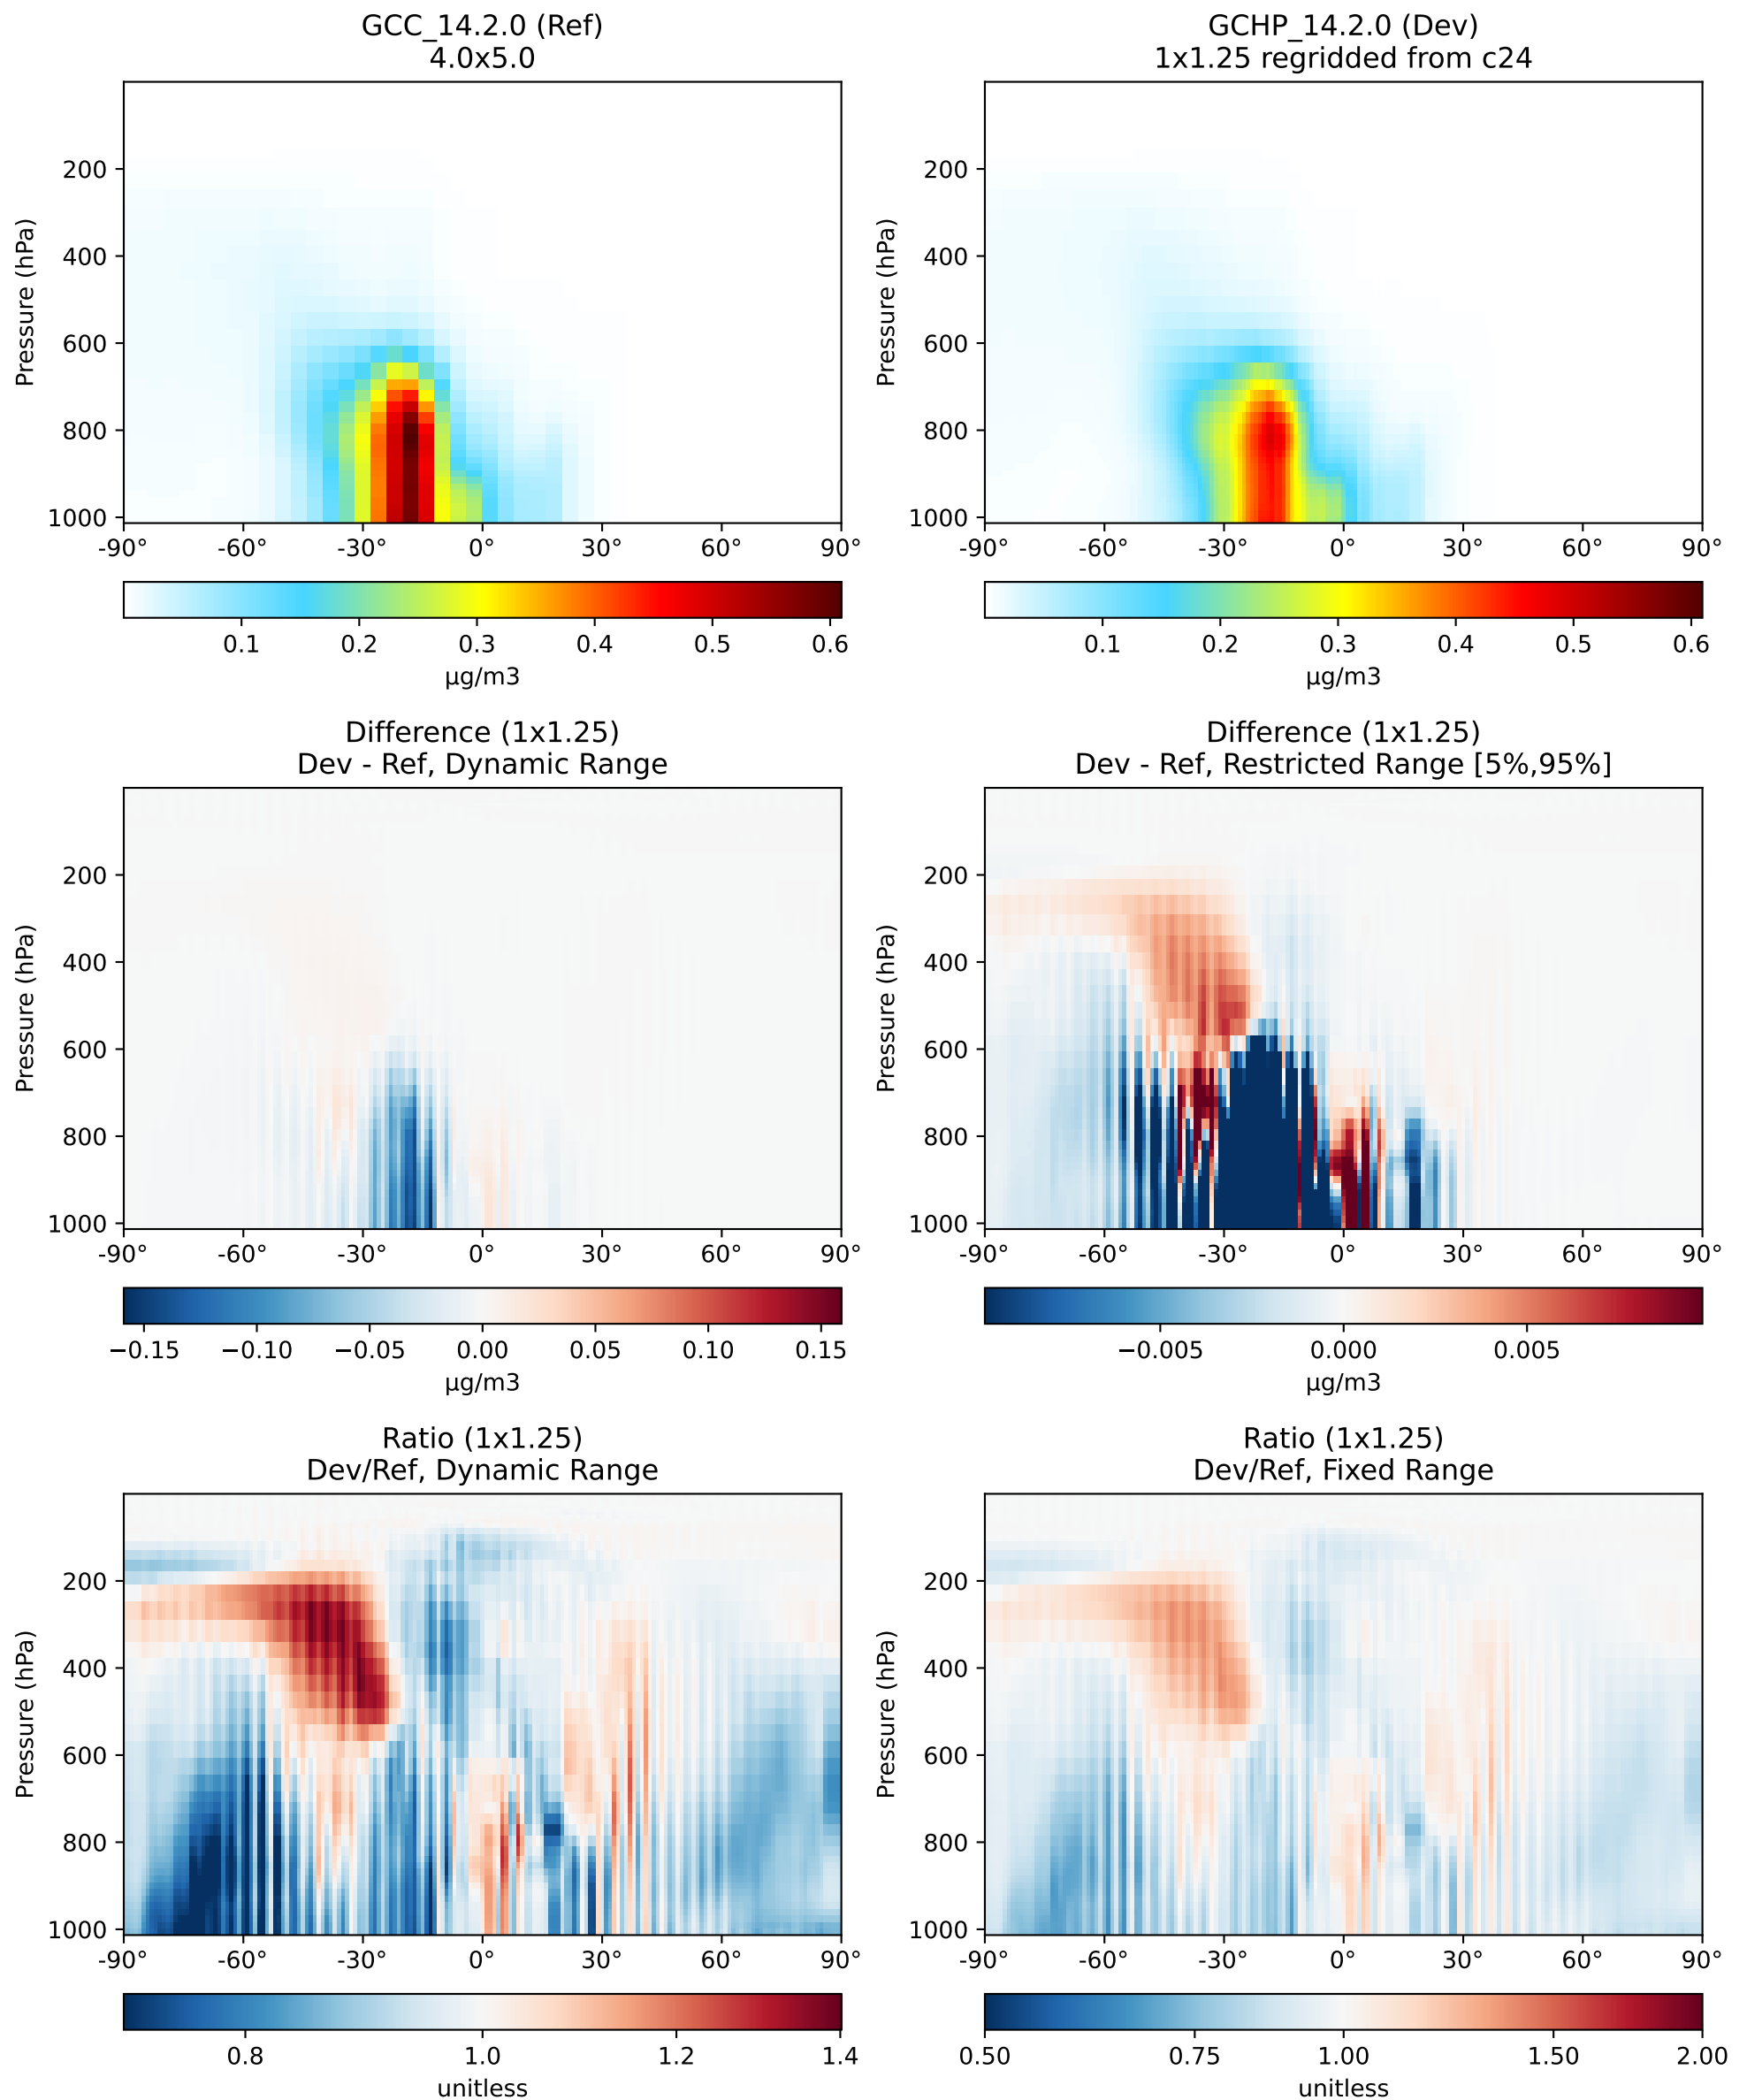 GCC_14.2.0 (Ref)
4.0x5.0
Pressure (hPa)
200
400
600
800
1000
-90° -60° -30° 0° 30° 60° 90°
0.1 0.2 0.3 0.4 0.5 0.6
µg/m3
GCHP_14.2.0 (Dev)
1x1.25 regridded from c24
Pressure (hPa)
200
400
600
800
1000
-90° -60° -30° 0° 30° 60° 90°
0.1 0.2 0.3 0.4 0.5 0.6
µg/m3
Difference (1x1.25)
Dev - Ref, Dynamic Range
Pressure (hPa)
200
400
600
800
1000
-90° -60° -30° 0° 30° 60° 90°
−0.15 −0.10 −0.05 0.00 0.05 0.10 0.15
µg/m3
Difference (1x1.25)
Dev - Ref, Restricted Range [5%,95%]
Pressure (hPa)
200
400
600
800
1000
-90° -60° -30° 0° 30° 60° 90°
−0.005 0.000 0.005
µg/m3
Ratio (1x1.25)
Dev/Ref, Dynamic Range
Pressure (hPa)
200
400
600
800
1000
-90° -60° -30° 0° 30° 60° 90°
0.8 1.0 1.2 1.4
unitless
Ratio (1x1.25)
Dev/Ref, Fixed Range
Pressure (hPa)
200
400
600
800
1000
-90° -60° -30° 0° 30° 60° 90°
0.50 0.75 1.00 1.50 2.00
unitless